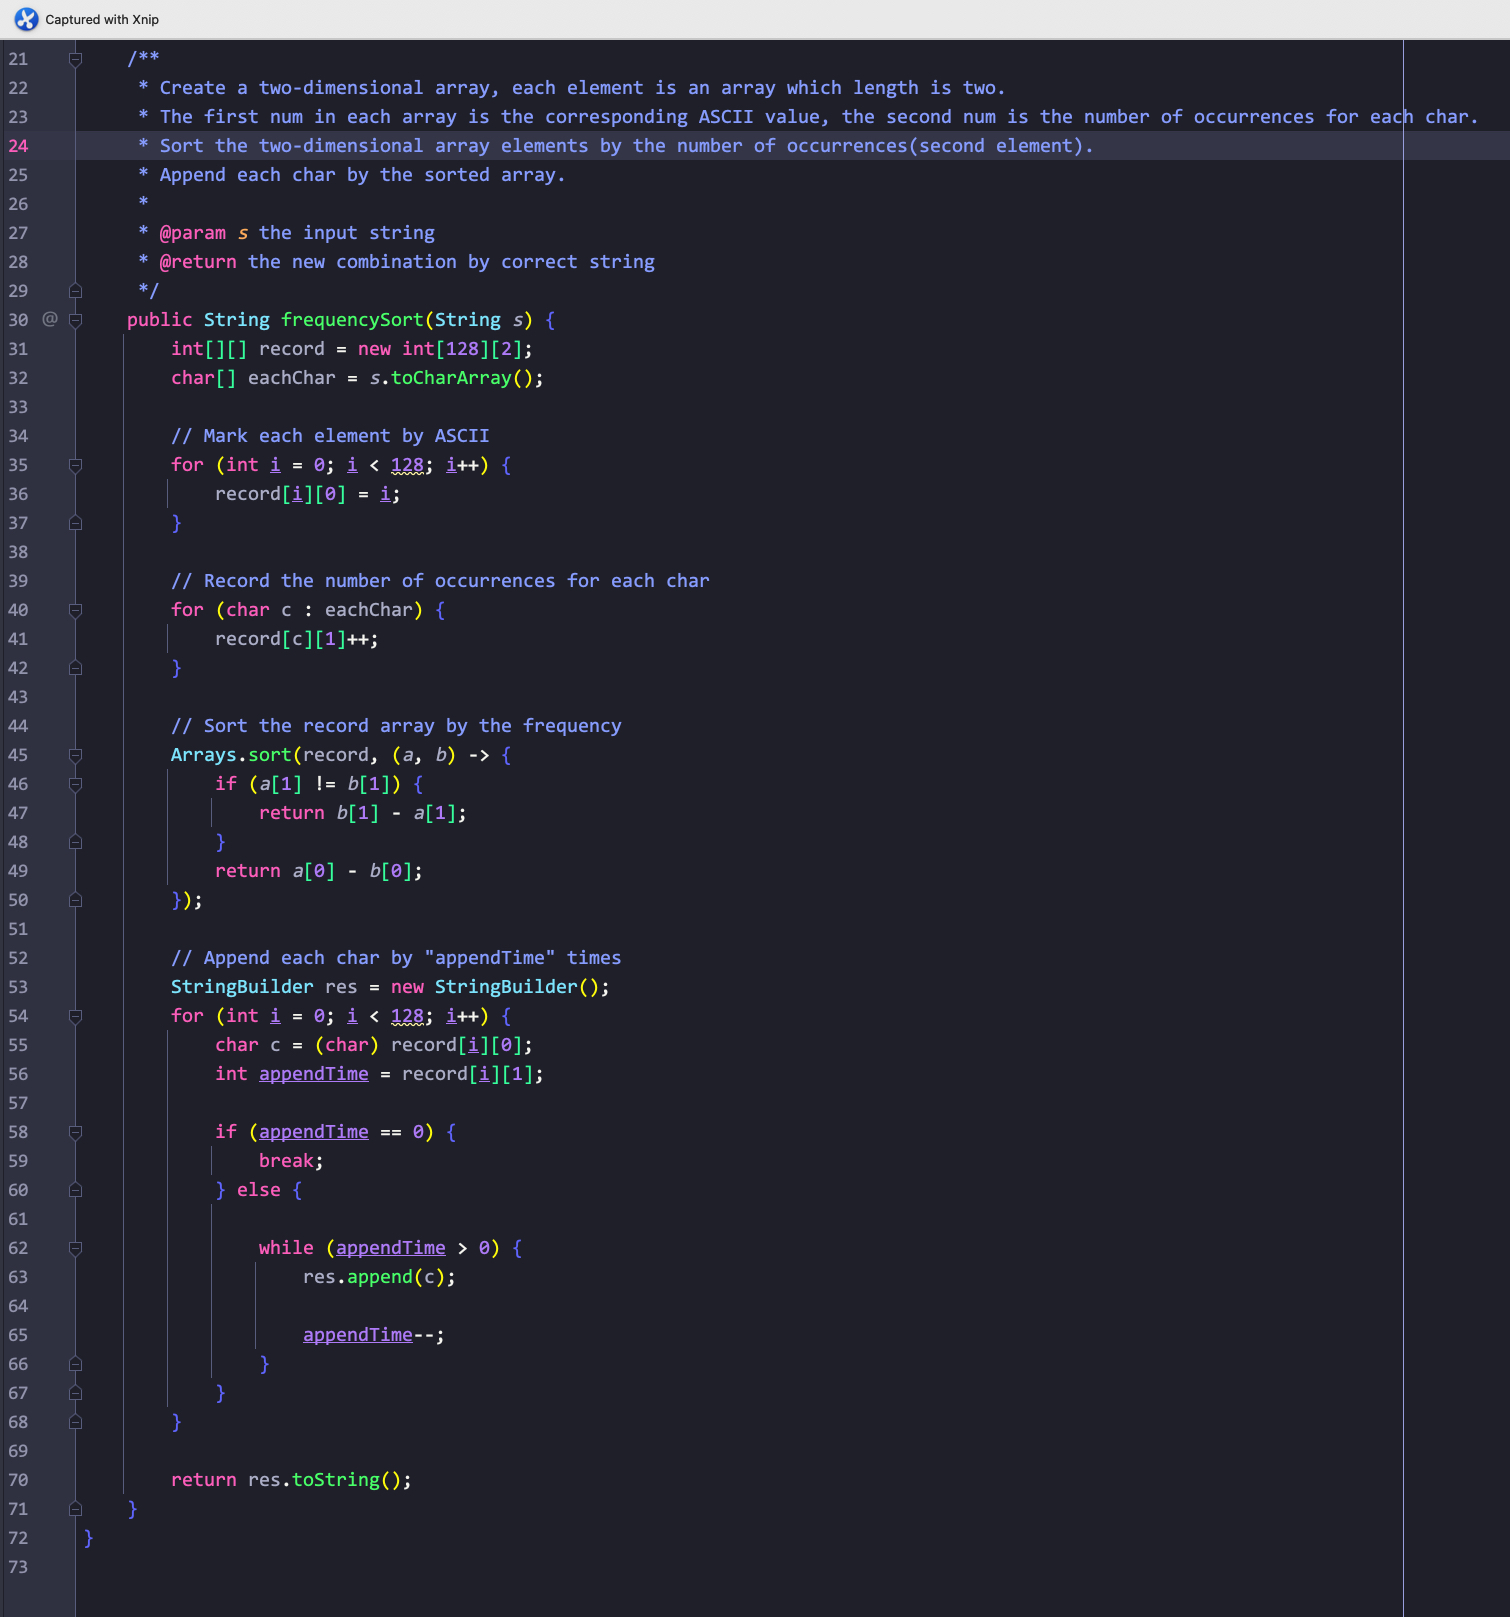 Captured with Xnip
21 /**
22 * Create a two-dimensional array, each element is an array which length is two.
23 * The first num in each array is the corresponding ASCII value, the second num is the number of occurrences for each char.
24 * Sort the two-dimensional array elements by the number of occurrences(second element).
25 * Append each char by the sorted array.
26 *
27 * @param s the input string
28 * @return the new combination by correct string
29 */
30 @ public String frequencySort(String s) {
31 int[][] record = new int[128][2];
32 char[] eachChar = s.toCharArray();
33
34 // Mark each element by ASCII
35 for (int i = 0; i < 128; i++) {
36 record[i][0] = i;
37 }
38
39 // Record the number of occurrences for each char
40 for (char c : eachChar) {
41 record[c][1]++;
42 }
43
44 // Sort the record array by the frequency
45 Arrays.sort(record, (a, b) -> {
46 if (a[1] != b[1]) {
47 return b[1] - a[1];
48 }
49 return a[0] - b[0];
50 });
51
52 // Append each char by "appendTime" times
53 StringBuilder res = new StringBuilder();
54 for (int i = 0; i < 128; i++) {
55 char c = (char) record[i][0];
56 int appendTime = record[i][1];
57
58 if (appendTime == 0) {
59 break;
60 } else {
61
62 while (appendTime > 0) {
63 res.append(c);
64
65 appendTime--;
66 }
67 }
68 }
69
70 return res.toString();
71 }
72 }
73